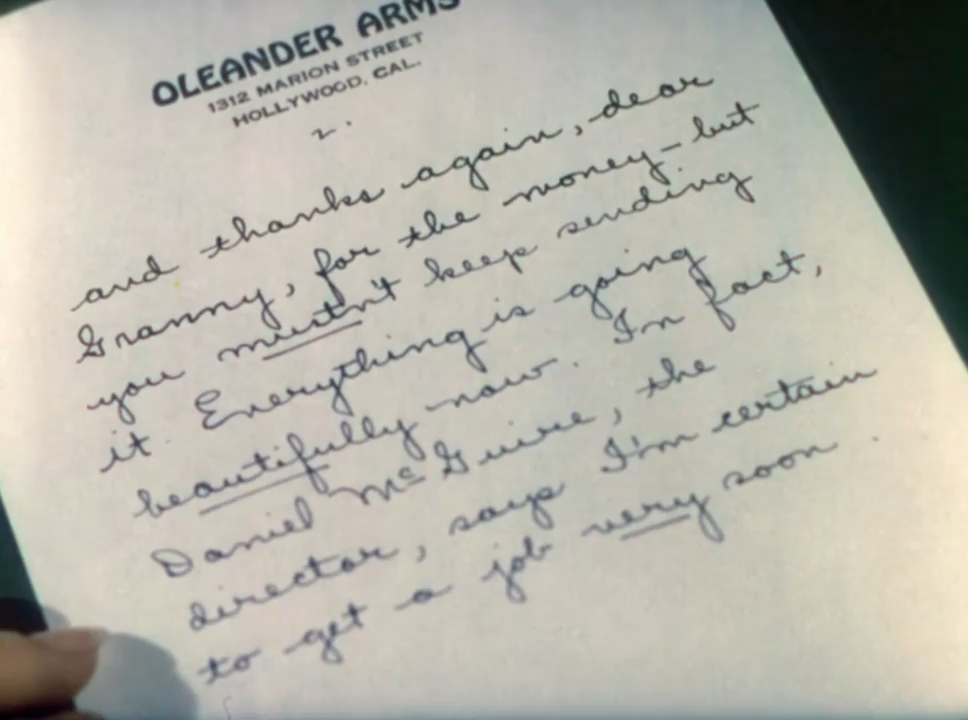 OLEANDER ARMS
1312 MARION STREET
HOLLYWOOD, CAL.
2.
and thanks again, dear
Granny, for the money - but
you mustn't keep sending
it. Everything is going
beautifully now. In fact,
Daniel McGuire, the
director, says I'm certain
to get a job very soon.